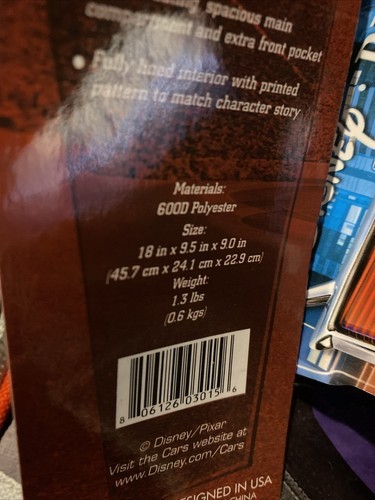 spacious main
compartment and extra front pocket
• Fully lined interior with printed
pattern to match character story
Materials:
600D Polyester
Size:
18 in x 9.5 in x 9.0 in
(45.7 cm x 24.1 cm x 22.9 cm)
Weight:
1.3 lbs
(0.6 kgs)
8 06126 03015 6
© Disney/Pixar
Visit the Cars website at
www.Disney.com/Cars
DESIGNED IN USA
CHINA